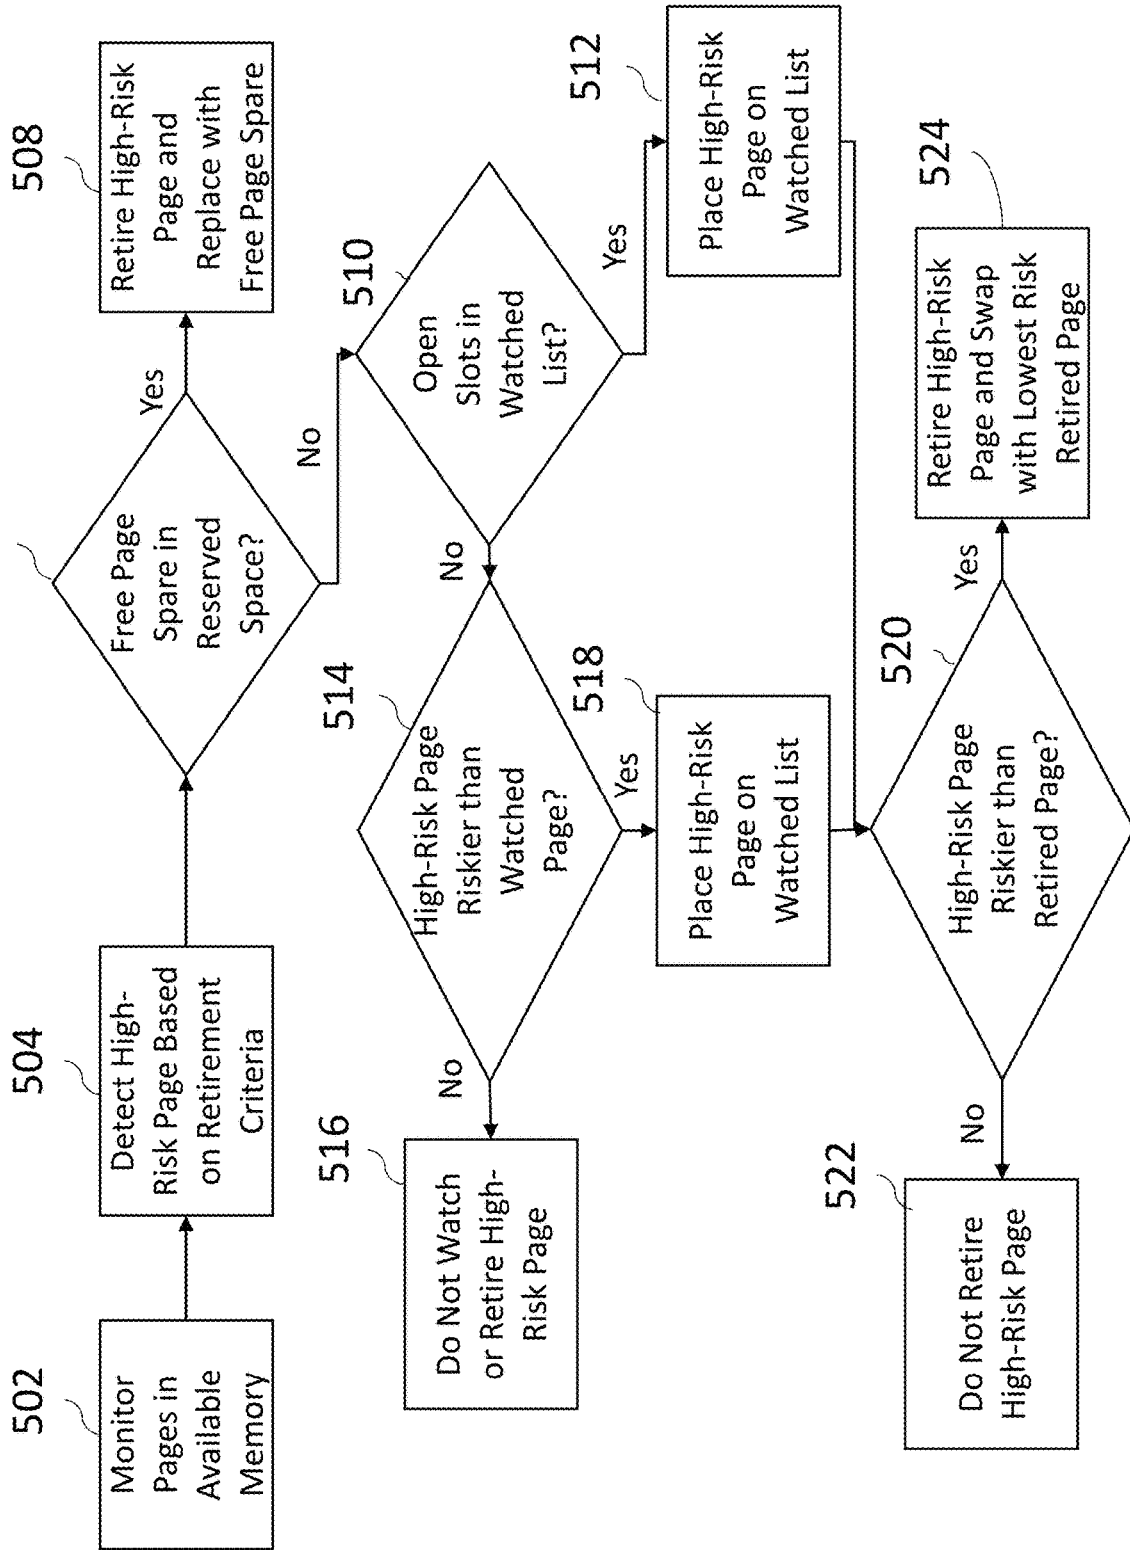 502
Monitor
Pages in
Available
Memory
504
Detect High-
Risk Page Based
on Retirement
Criteria
Free Page
Spare in
Reserved
Space?
Yes
508
Retire High-Risk
Page and
Replace with
Free Page Spare
No
510
Open
Slots in
Watched
List?
Yes
512
Place High-Risk
Page on
Watched List
No
514
High-Risk Page
Riskier than
Watched
Page?
No
516
Do Not Watch
or Retire High-
Risk Page
Yes
518
Place High-Risk
Page on
Watched List
520
High-Risk Page
Riskier than
Retired Page?
No
522
Do Not Retire
High-Risk Page
Yes
524
Retire High-Risk
Page and Swap
with Lowest Risk
Retired Page